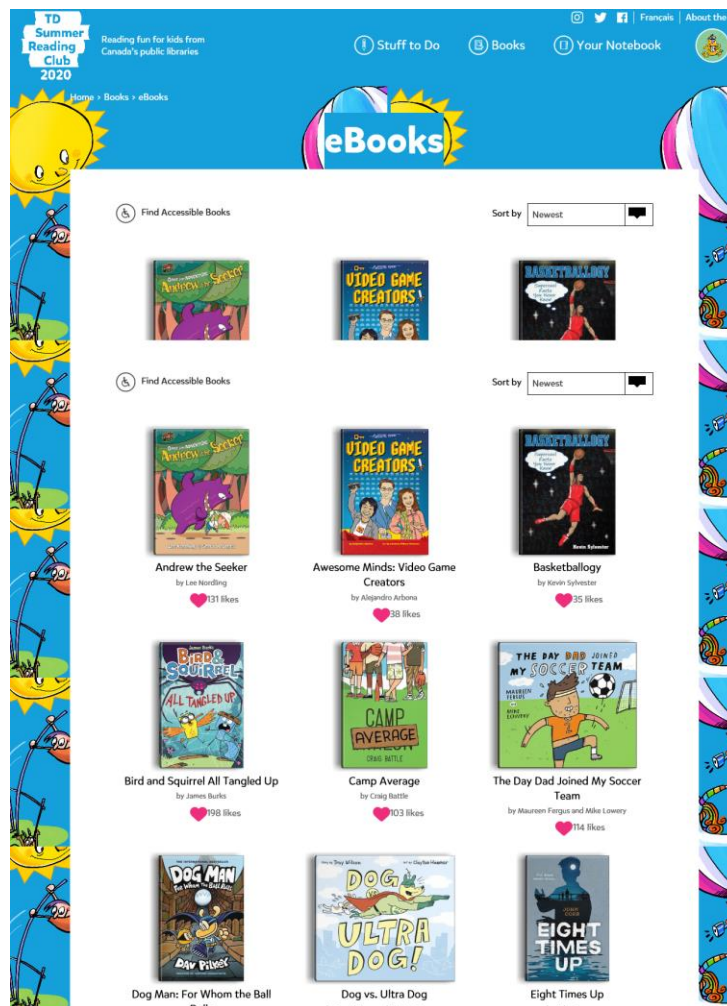 TD
Summer
Reading
Club
2020
Reading fun for kids from
Canada's public libraries
Français | About the
Stuff to Do
Books
Your Notebook
Home > Books > eBooks
eBooks
Find Accessible Books
Sort by Newest
Andrew the Seeker
VIDEO GAME
CREATORS
BASKETBALLOGY
Find Accessible Books
Sort by Newest
Andrew the Seeker
VIDEO GAME
CREATORS
BASKETBALLOGY
Kevin Sylvester
Andrew the Seeker
by Lee Nordling
131 likes
Awesome Minds: Video Game
Creators
by Alejandro Arbona
38 likes
Basketballogy
by Kevin Sylvester
35 likes
James Burks
BIRD &
SQUIRREL
ALL TANGLED UP
CAMP
AVERAGE
CRAIG BATTLE
THE DAY DAD JOINED
MY SOCCER TEAM
MAUREEN
FERGUS
MIKE
LOWERY
Bird and Squirrel All Tangled Up
by James Burks
198 likes
Camp Average
by Craig Battle
103 likes
The Day Dad Joined My Soccer
Team
by Maureen Fergus and Mike Lowery
114 likes
DOG MAN
For Whom the Ball Rolls
DAV PILKEY
DOG
VS.
ULTRA
DOG!
EIGHT
TIMES
UP
Dog Man: For Whom the Ball
Dog vs. Ultra Dog
Eight Times Up